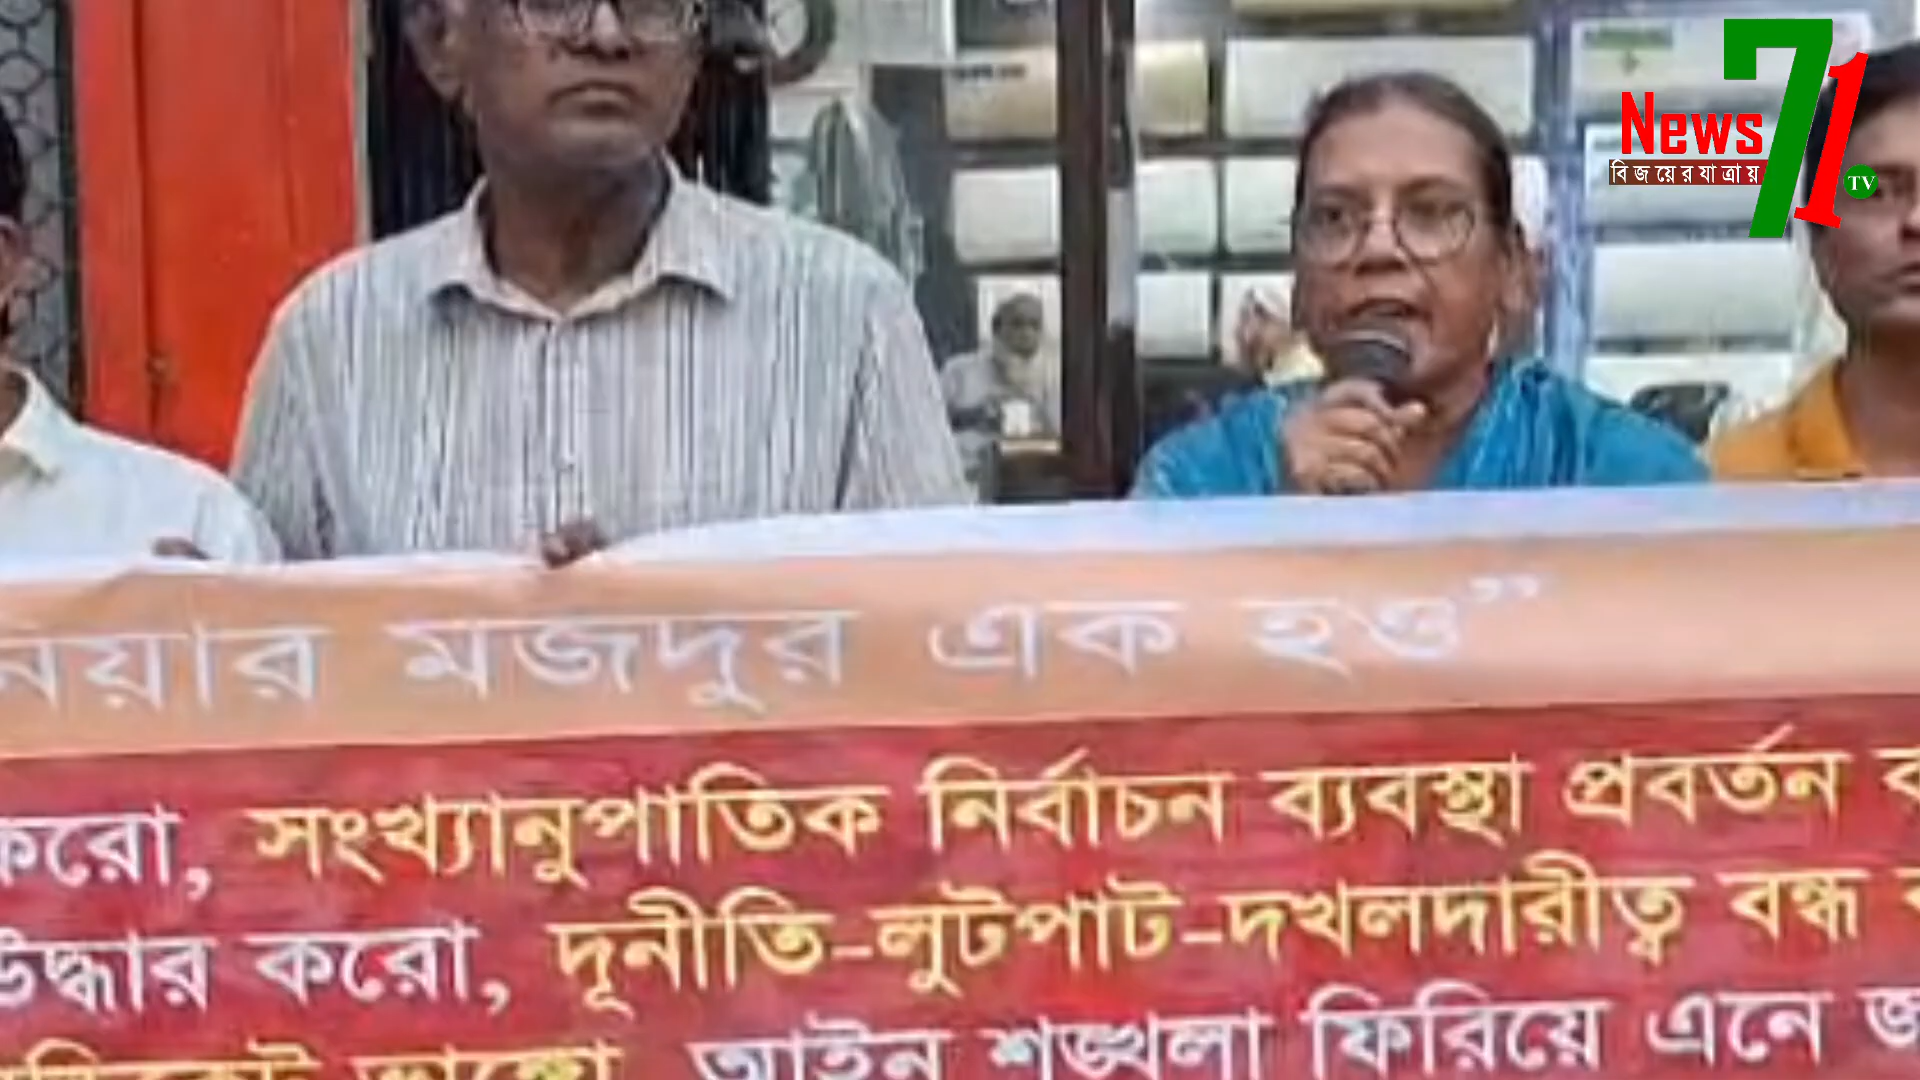 News 71
বিজয়ের যাত্রায়
TV
নিয়ার মজদুর এক হও”
করো, সংখ্যানুপাতিক নির্বাচন ব্যবস্থা প্রবর্তন ক
উদ্ধার করো, দূর্নীতি-লুটপাট-দখলদারীত্ব বন্ধ ক
ভাঙ্গো আইন শৃঙ্খলা ফিরিয়ে এনে জ